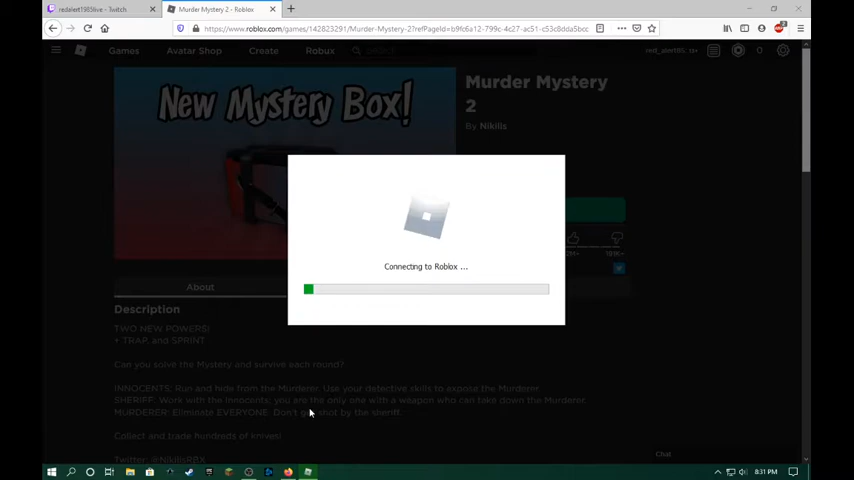 redalert1985live - Twitch
Murder Mystery 2 - Roblox
https://www.roblox.com/games/142823291/Murder-Mystery-2?refPageId=b9fc6a12-799c-4c27-ac51-c53c8dda5bcc
Games
Avatar Shop
Create
Robux
0
New Mystery Box!
Murder Mystery
2
By Nikilis
Connecting to Roblox ...
About
Description
TWO NEW POWERS!
+ TRAP, and SPRINT
Can you solve the Mystery and survive each round?
INNOCENTS: Run and hide from the Murderer. Use your detective skills to expose the Murderer.
SHERIFF: Work with the Innocents; you are the only one with a weapon who can take down the Murderer.
MURDERER: Eliminate EVERYONE. Don't get shot by the sheriff.
Collect and trade hundreds of knives!
Twitter: @NikilisRBX
Chat
8:31 PM